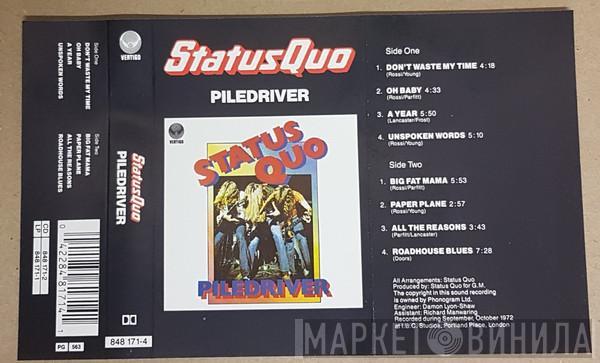 Side One
DON'T WASTE MY TIME
OH BABY
A YEAR
UNSPOKEN WORDS
Side Two
BIG FAT MAMA
PAPER PLANE
ALL THE REASONS
ROADHOUSE BLUES
0 42284 81714 1
CD 848 171-2
LP 848 171-1
PG 563
VERTIGO
StatusQuo
PILEDRIVER
848 171-4
StatusQuo
PILEDRIVER
VERTIGO
STATUS
QUO
PILEDRIVER
Side One
1. DON'T WASTE MY TIME 4:18
(Rossi/Young)
2. OH BABY 4:33
(Rossi/Parfitt)
3. A YEAR 5:50
(Lancaster/Frost)
4. UNSPOKEN WORDS 5:10
(Rossi/Young)
Side Two
1. BIG FAT MAMA 5:53
(Rossi/Parfitt)
2. PAPER PLANE 2:57
(Rossi/Young)
3. ALL THE REASONS 3:43
(Parfitt/Lancaster)
4. ROADHOUSE BLUES 7:28
(Doors)
All Arrangements: Status Quo
Produced by: Status Quo for G.M.
The copyright in this sound recording
is owned by Phonogram Ltd.
Engineer: Damon Lyon-Shaw
Assistant: Richard Manwaring
Recorded during September, October 1972
at I.B.C. Studios, Portland Place, London
МАРКЕТ ВИНИЛА